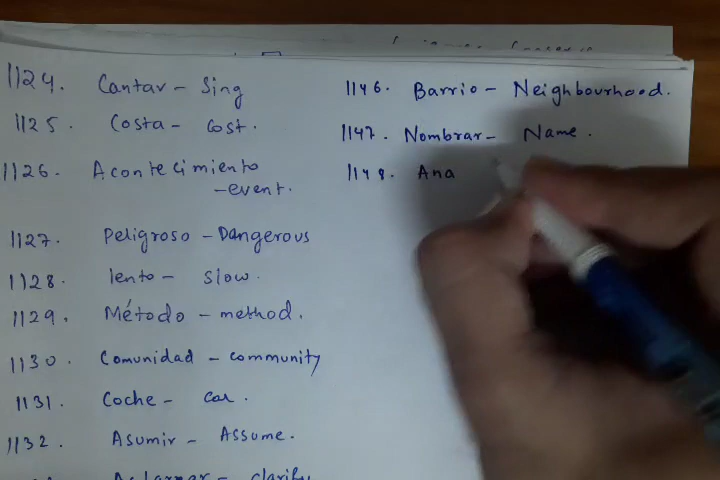 1124. Cantar - Sing
1125. Costa - Cost.
1126. Acontecimiento
- event.
1127. Peligroso - Dangerous
1128. lento - slow.
1129. Método - method.
1130. Comunidad - community
1131. Coche - car.
1132. Asumir - Assume.
- clarify
1146. Barrio - Neighbourhood.
1147. Nombrar - Name.
1148. Ana